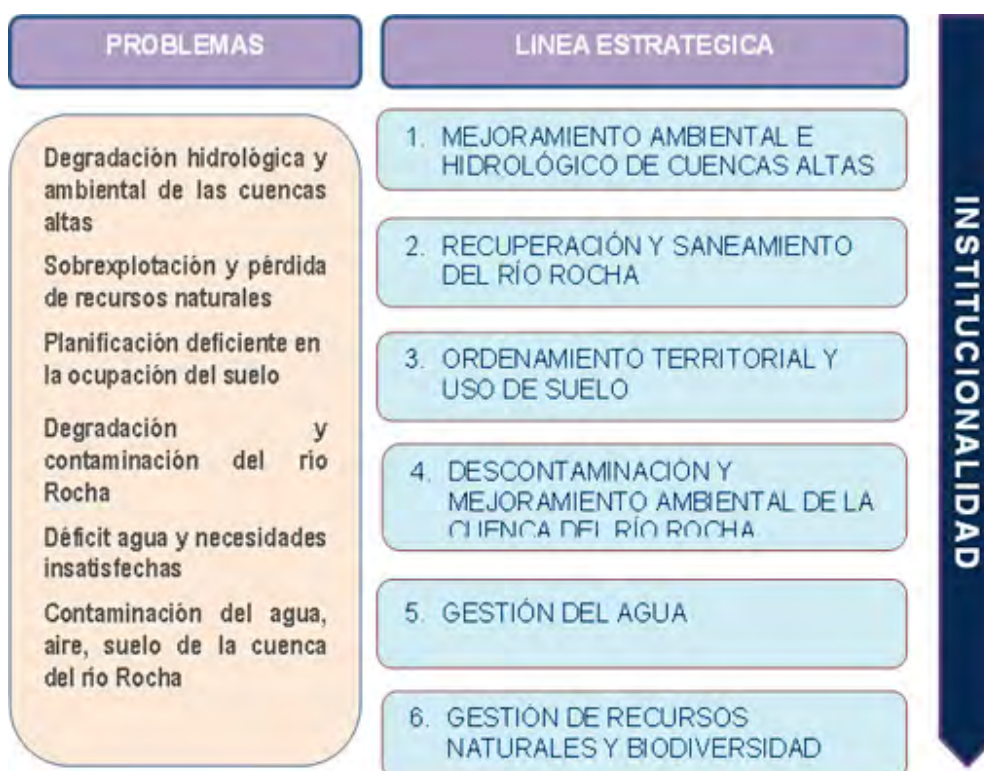 PROBLEMAS
Degradación hidrológica y
ambiental de las cuencas
altas
Sobrexplotación y pérdida
de recursos naturales
Planificación deficiente en
la ocupación del suelo
Degradación y
contaminación del rio
Rocha
Déficit agua y necesidades
insatisfechas
Contaminación del agua,
aire, suelo de la cuenca
del rio Rocha
LINEA ESTRATEGICA
1. MEJORAMIENTO AMBIENTAL E
HIDROLÓGICO DE CUENCAS ALTAS
2. RECUPERACIÓN Y SANEAMIENTO
DEL RÍO ROCHA
3. ORDENAMIENTO TERRITORIAL Y
USO DE SUELO
4. DESCONTAMINACIÓN Y
MEJORAMIENTO AMBIENTAL DE LA
CUENCA DEL RÍO ROCHA
5. GESTIÓN DEL AGUA
6. GESTIÓN DE RECURSOS
NATURALES Y BIODIVERSIDAD
INSTITUCIONALIDAD